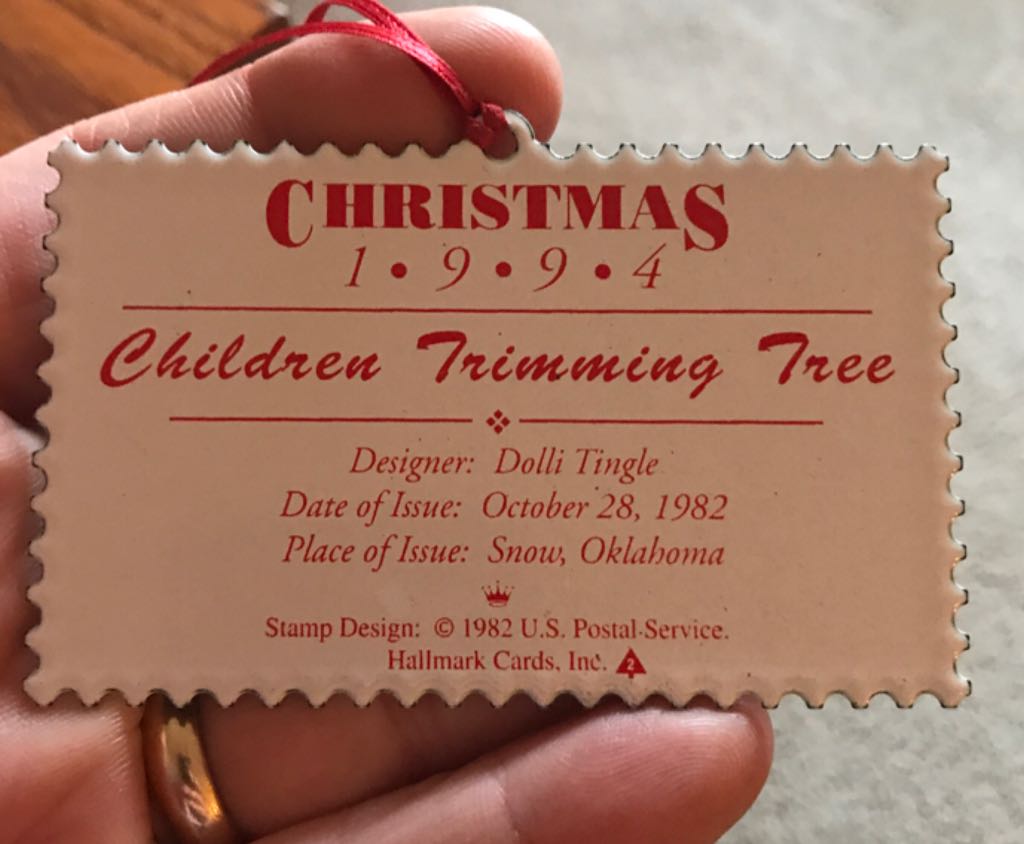 CHRISTMAS
1•9•9•4
Children Trimming Tree
Designer: Dolli Tingle
Date of Issue: October 28, 1982
Place of Issue: Snow, Oklahoma
Stamp Design: © 1982 U.S. Postal Service.
Hallmark Cards, Inc. 2